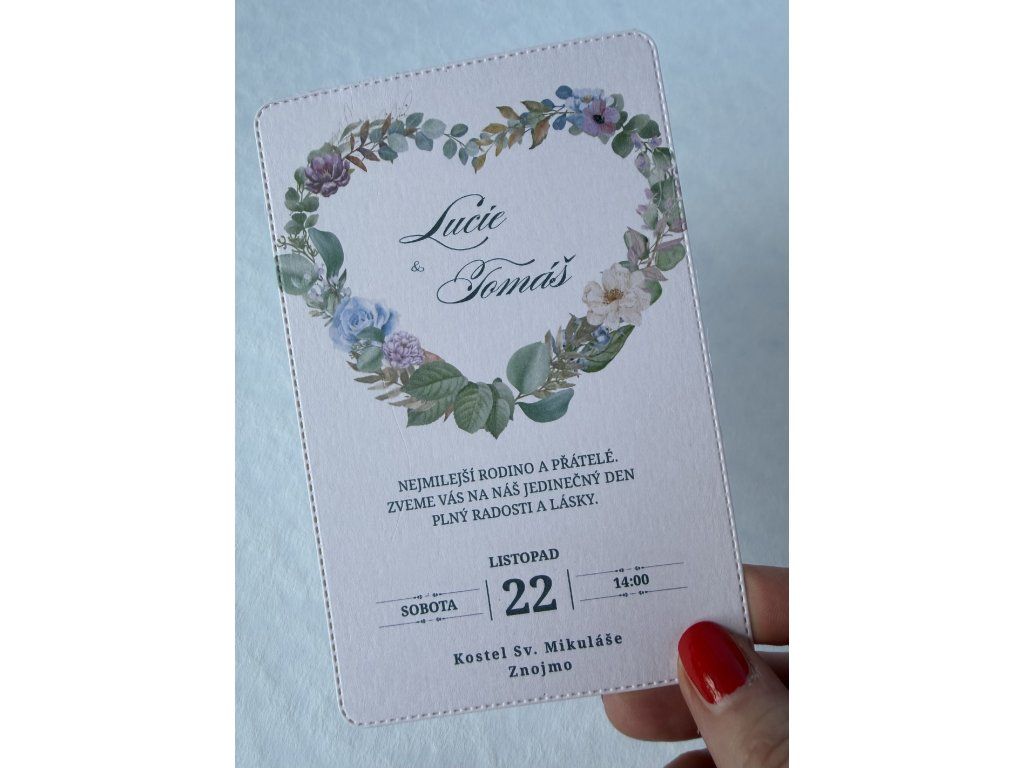 Lucie
&
Tomáš
NEJMILEJŠÍ RODINO A PŘÁTELÉ.
ZVEME VÁS NA NÁŠ JEDINEČNÝ DEN
PLNÝ RADOSTI A LÁSKY.
LISTOPAD
SOBOTA 22 14:00
Kostel Sv. Mikuláše
Znojmo